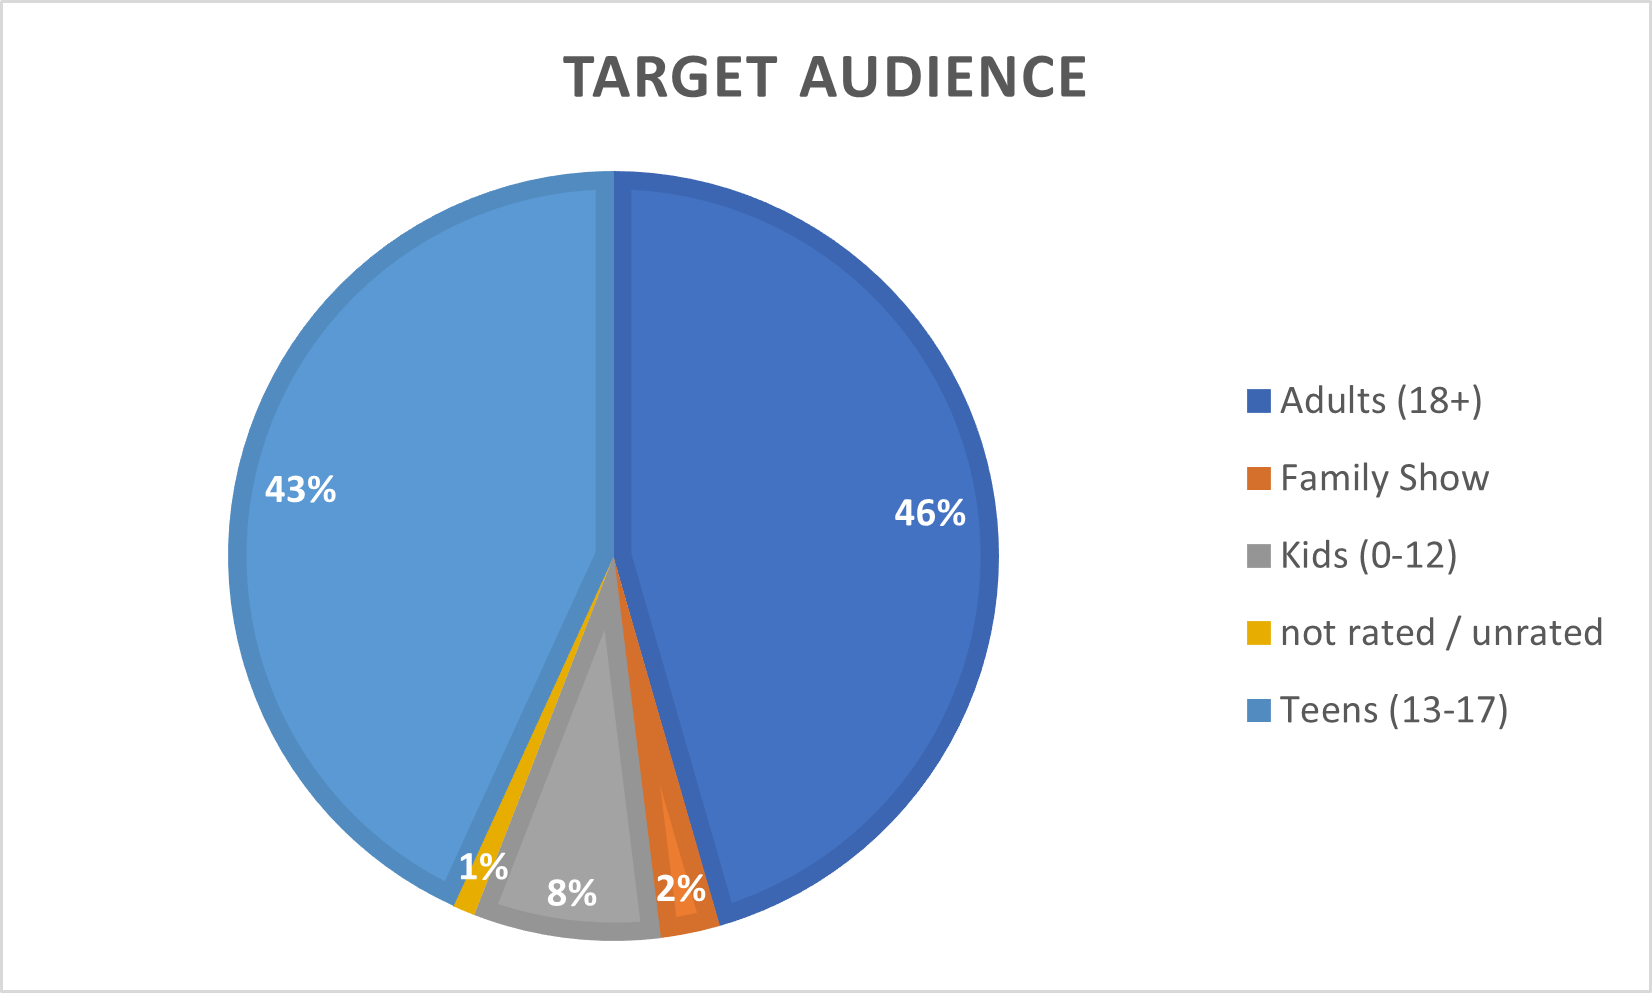 TARGET AUDIENCE
43%
46%
1%
8%
2%
Adults (18+)
Family Show
Kids (0-12)
not rated / unrated
Teens (13-17)